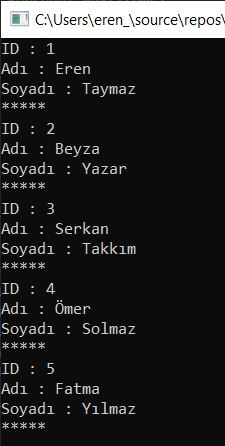 C:\Users\eren_\source\repos\
ID : 1
Adı : Eren
Soyadı : Taymaz
*****
ID : 2
Adı : Beyza
Soyadı : Yazar
*****
ID : 3
Adı : Serkan
Soyadı : Takkım
*****
ID : 4
Adı : Ömer
Soyadı : Solmaz
*****
ID : 5
Adı : Fatma
Soyadı : Yılmaz
*****